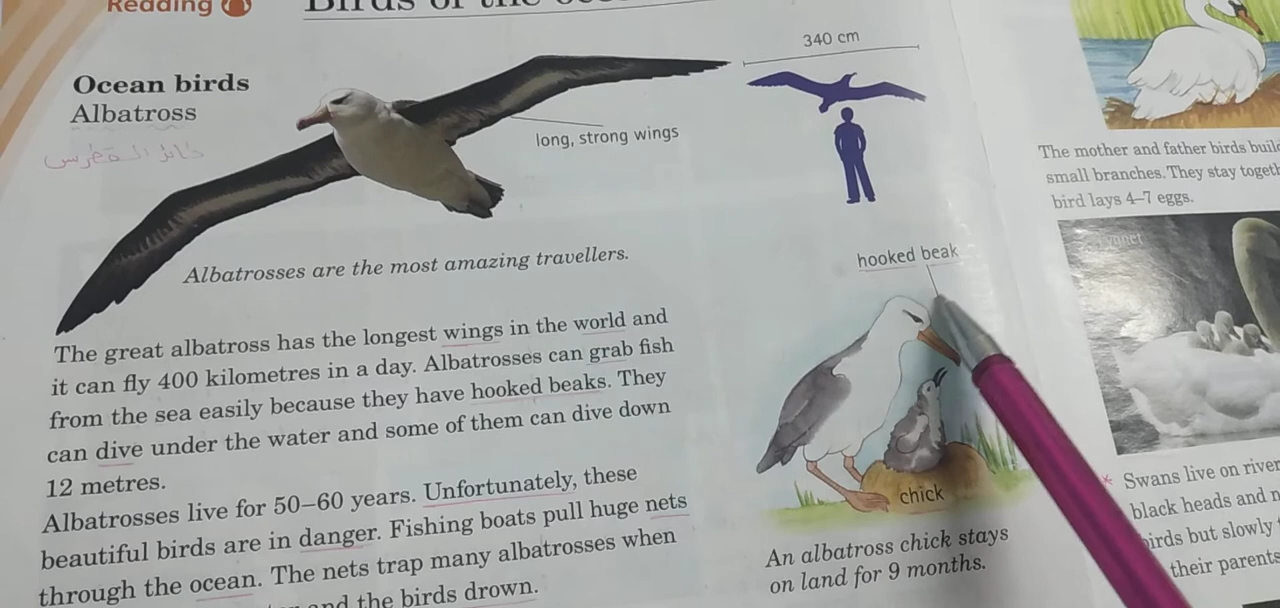 Reading
Ocean birds
Albatross
طائر القطرس
340 cm
long, strong wings
Albatrosses are the most amazing travellers.
The great albatross has the longest wings in the world and
it can fly 400 kilometres in a day. Albatrosses can grab fish
from the sea easily because they have hooked beaks. They
can dive under the water and some of them can dive down
12 metres.
Albatrosses live for 50–60 years. Unfortunately, these
beautiful birds are in danger. Fishing boats pull huge nets
through the ocean. The nets trap many albatrosses when
and the birds drown.
hooked beak
chick
An albatross chick stays
on land for 9 months.
The mother and father birds build
small branches. They stay
bird lays 4–7 eggs.
cygnet
Swans live on
black heads and
birds but slowly
their parents